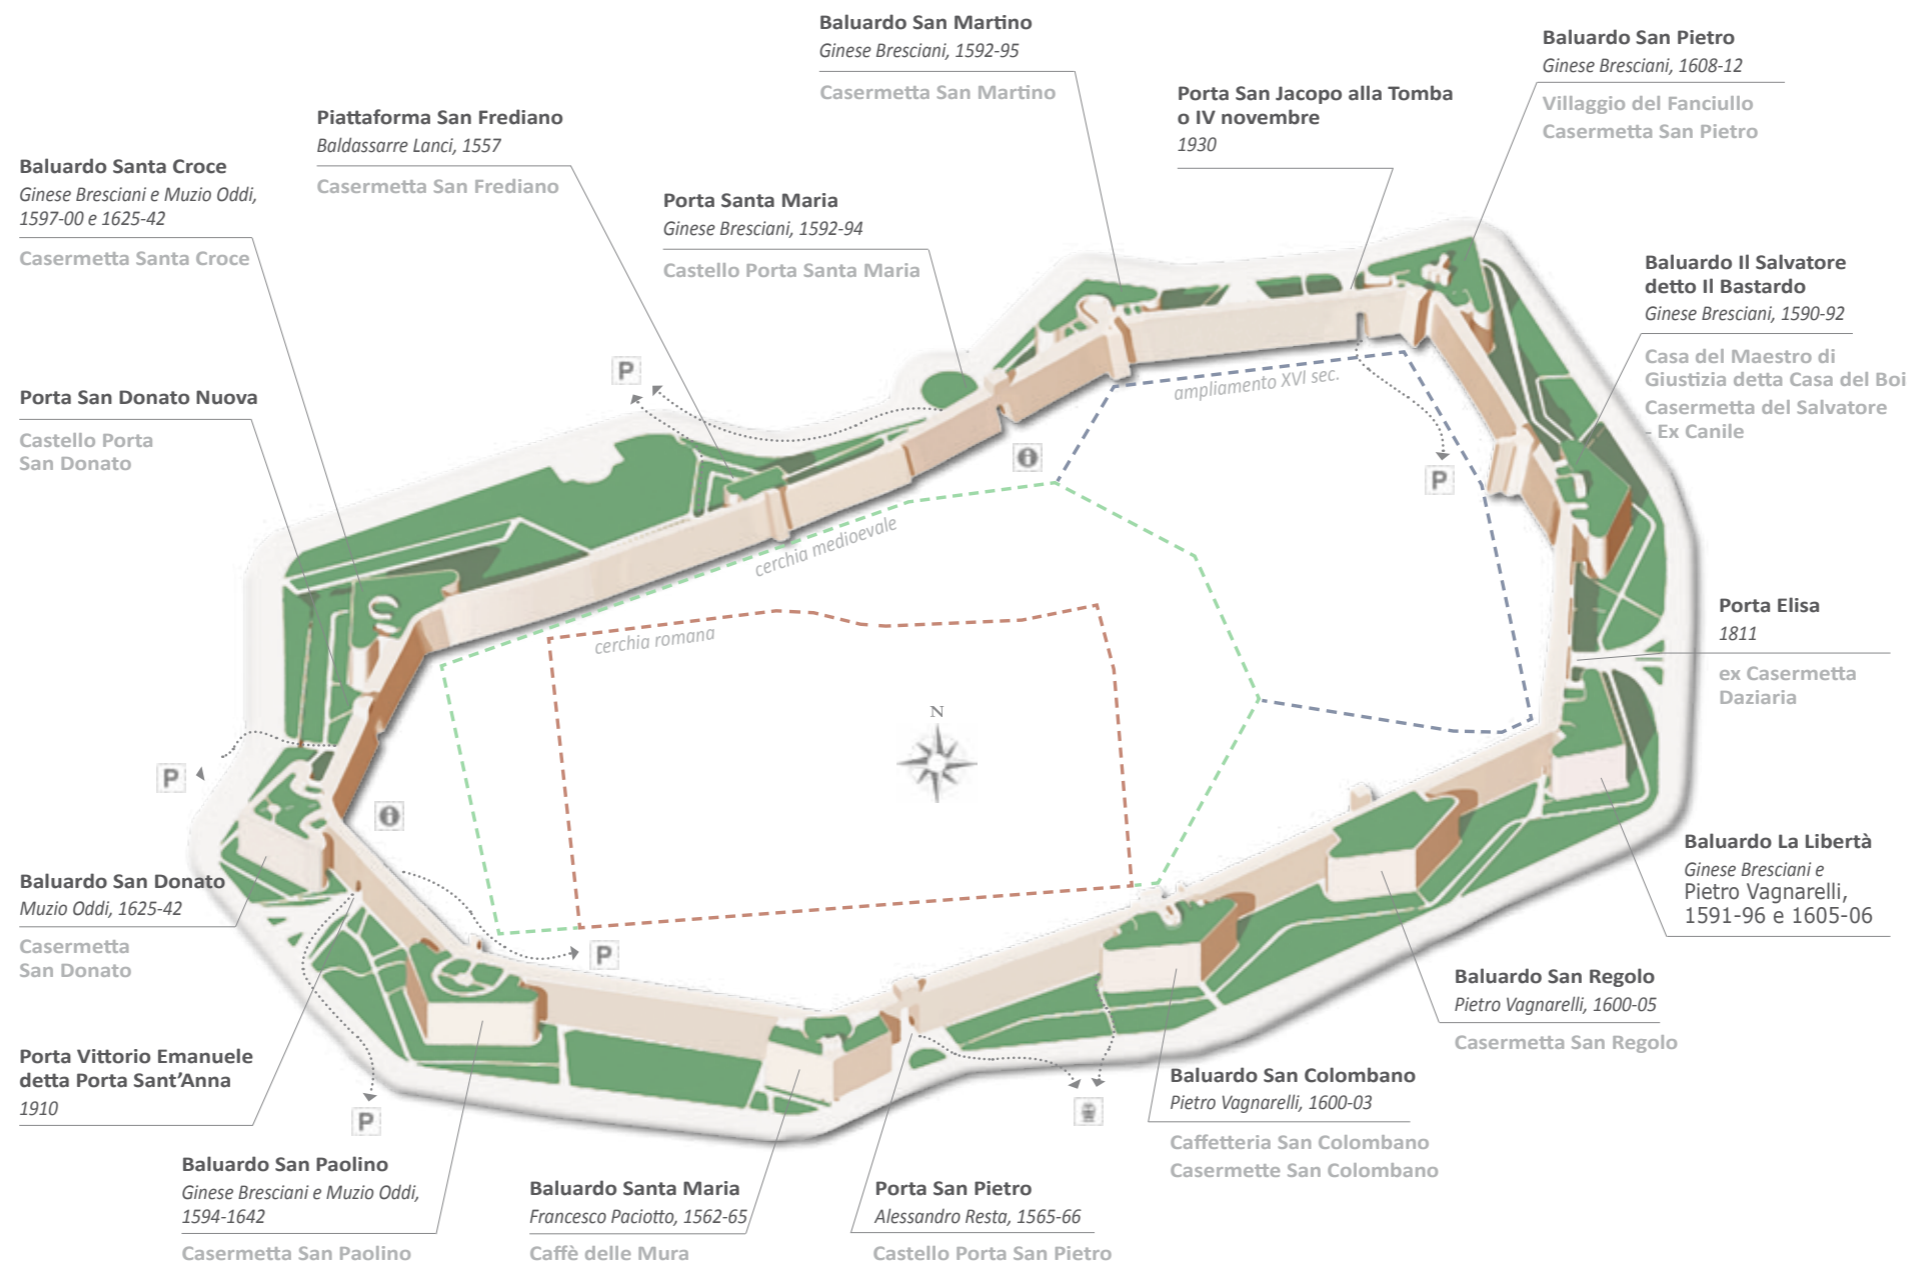 Baluardo San Martino
Ginese Bresciani, 1592-95
Casermetta San Martino
Baluardo San Pietro
Ginese Bresciani, 1608-12
Villaggio del Fanciullo
Casermetta San Pietro
Porta San Jacopo alla Tomba
o IV novembre
1930
Piattaforma San Frediano
Baldassarre Lanci, 1557
Casermetta San Frediano
Baluardo Santa Croce
Ginese Bresciani e Muzio Oddi,
1597-00 e 1625-42
Casermetta Santa Croce
Porta Santa Maria
Ginese Bresciani, 1592-94
Castello Porta Santa Maria
Baluardo Il Salvatore
detto Il Bastardo
Ginese Bresciani, 1590-92
Casa del Maestro di
Giustizia detta Casa del Boi
Casermetta del Salvatore
- Ex Canile
P
ampliamento XVI sec.
Porta San Donato Nuova
Castello Porta
San Donato
i
P
cerchia medioevale
cerchia romana
Porta Elisa
1811
ex Casermetta
Daziaria
N
P
i
Baluardo La Libertà
Ginese Bresciani e
Pietro Vagnarelli,
1591-96 e 1605-06
Baluardo San Donato
Muzio Oddi, 1625-42
Casermetta
San Donato
P
Baluardo San Regolo
Pietro Vagnarelli, 1600-05
Casermetta San Regolo
Porta Vittorio Emanuele
detta Porta Sant'Anna
1910
P
Baluardo San Colombano
Pietro Vagnarelli, 1600-03
Caffetteria San Colombano
Casermette San Colombano
Baluardo San Paolino
Ginese Bresciani e Muzio Oddi,
1594-1642
Casermetta San Paolino
Baluardo Santa Maria
Francesco Paciotto, 1562-65
Caffè delle Mura
Porta San Pietro
Alessandro Resta, 1565-66
Castello Porta San Pietro